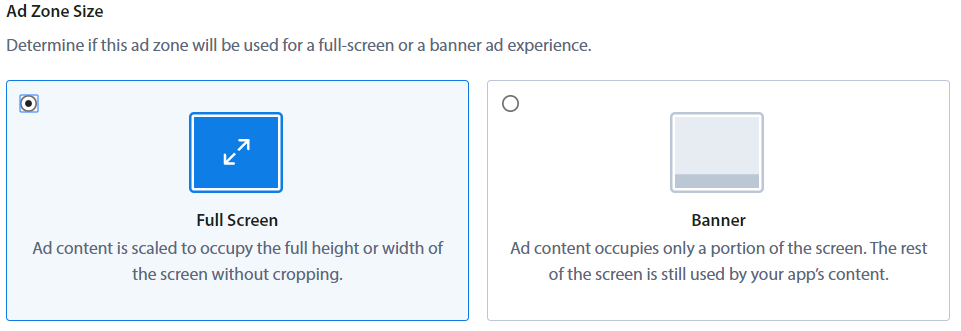 Ad Zone Size
Determine if this ad zone will be used for a full-screen or a banner ad experience.
Full Screen
Ad content is scaled to occupy the full height or width of
the screen without cropping.
Banner
Ad content occupies only a portion of the screen. The rest
of the screen is still used by your app’s content.